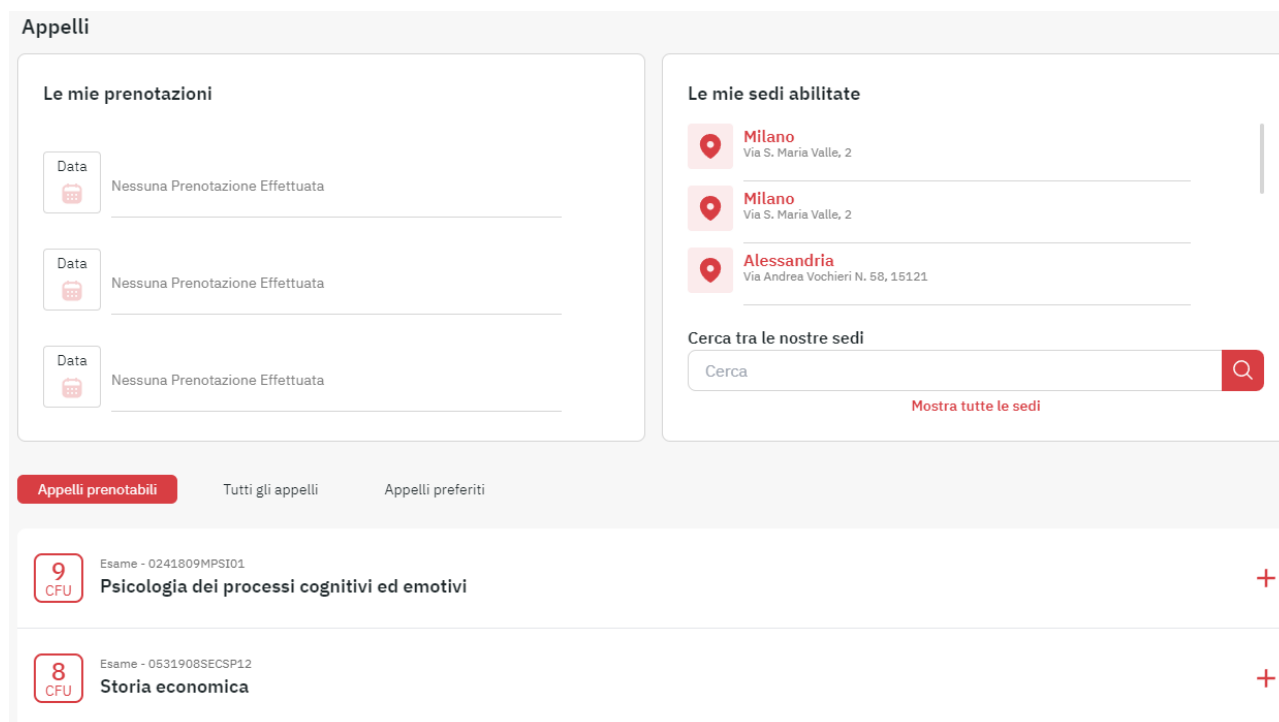 Appelli
Le mie prenotazioni
Data
Nessuna Prenotazione Effettuata
Data
Nessuna Prenotazione Effettuata
Data
Nessuna Prenotazione Effettuata
Le mie sedi abilitate
Milano
Via S. Maria Valle, 2
Milano
Via S. Maria Valle, 2
Alessandria
Via Andrea Vochieri N. 58, 15121
Cerca tra le nostre sedi
Cerca
Mostra tutte le sedi
Appelli prenotabili
Tutti gli appelli
Appelli preferiti
9
CFU
Esame - 0241809MPSI01
Psicologia dei processi cognitivi ed emotivi
8
CFU
Esame - 0531908SECSP12
Storia economica